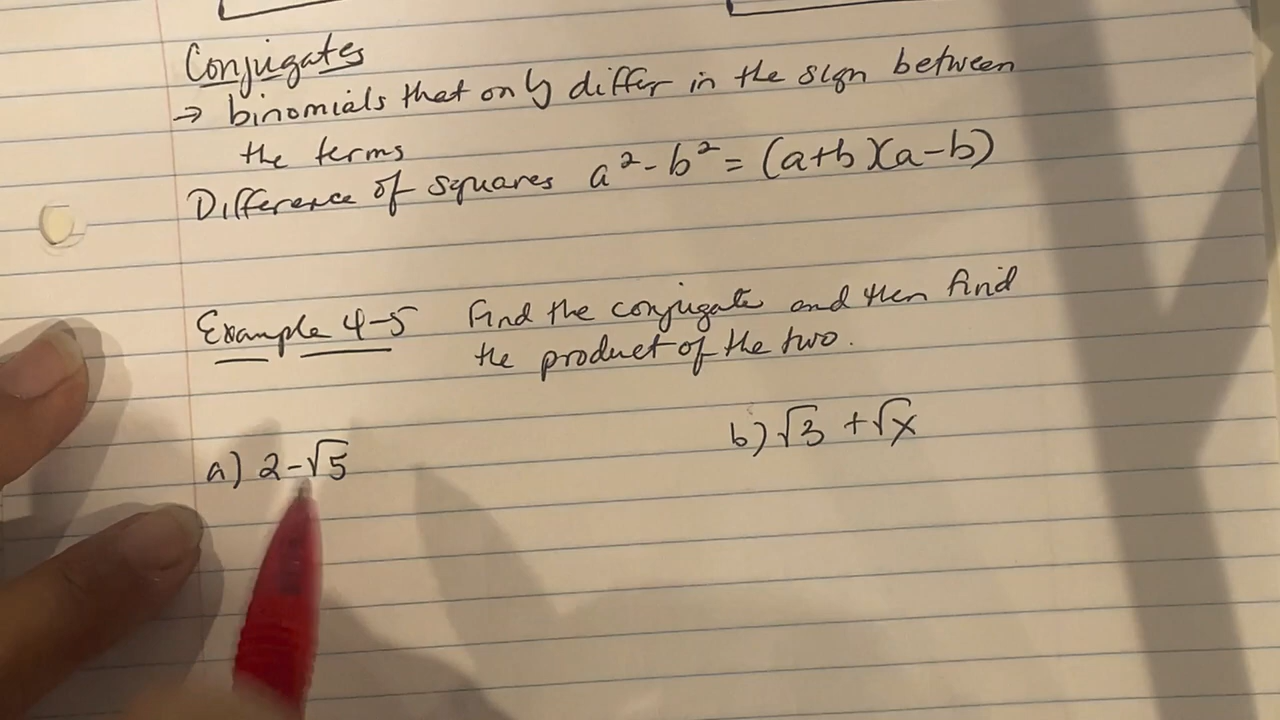 Conjugates
→ binomials that only differ in the sign between
the terms
Difference of squares a² - b² = (a+b)(a-b)
Example 4-5 Find the conjugate and then find
the product of the two.
a) 2-√5
b) √3 + √x